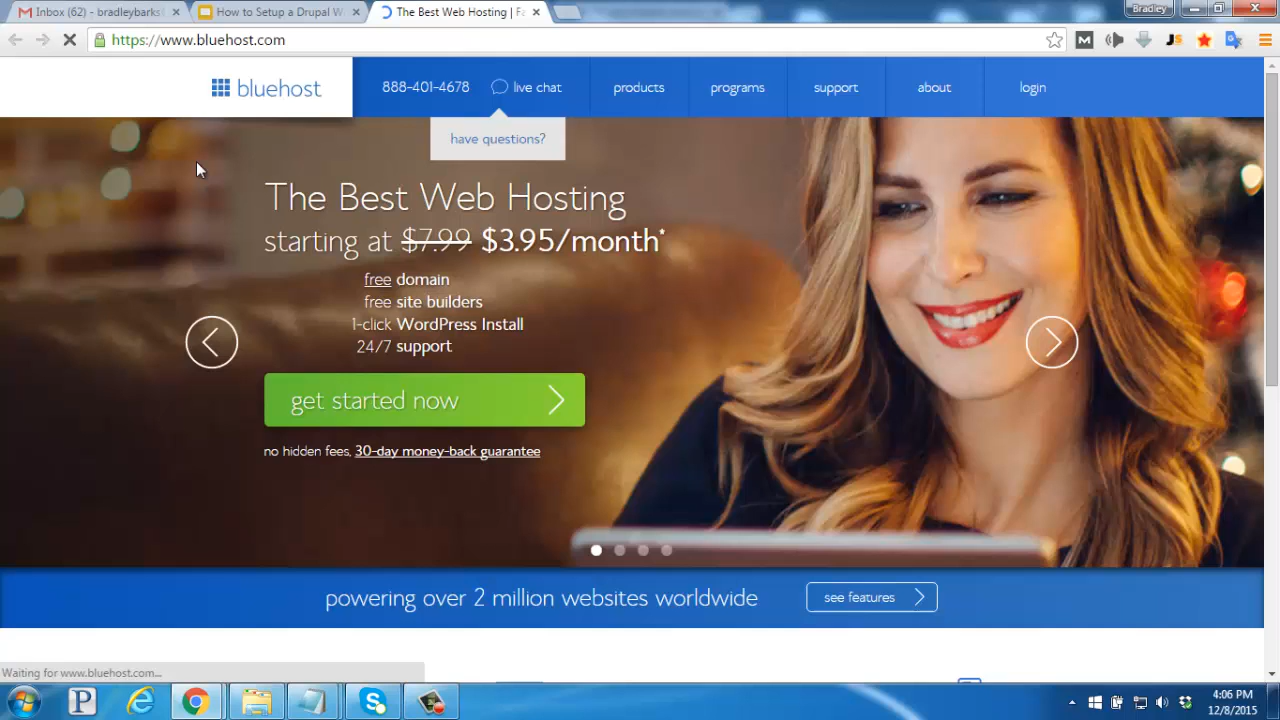 Inbox (62) - bradleybarks
How to Setup a Drupal W
The Best Web Hosting | Fa
Bradley
https://www.bluehost.com
bluehost
888-401-4678
live chat
products
programs
support
about
login
have questions?
The Best Web Hosting
starting at $7.99 $3.95/month*
free domain
free site builders
1-click WordPress Install
24/7 support
get started now
no hidden fees, 30-day money-back guarantee
powering over 2 million websites worldwide
see features
Waiting for www.bluehost.com...
4:06 PM
12/8/2015